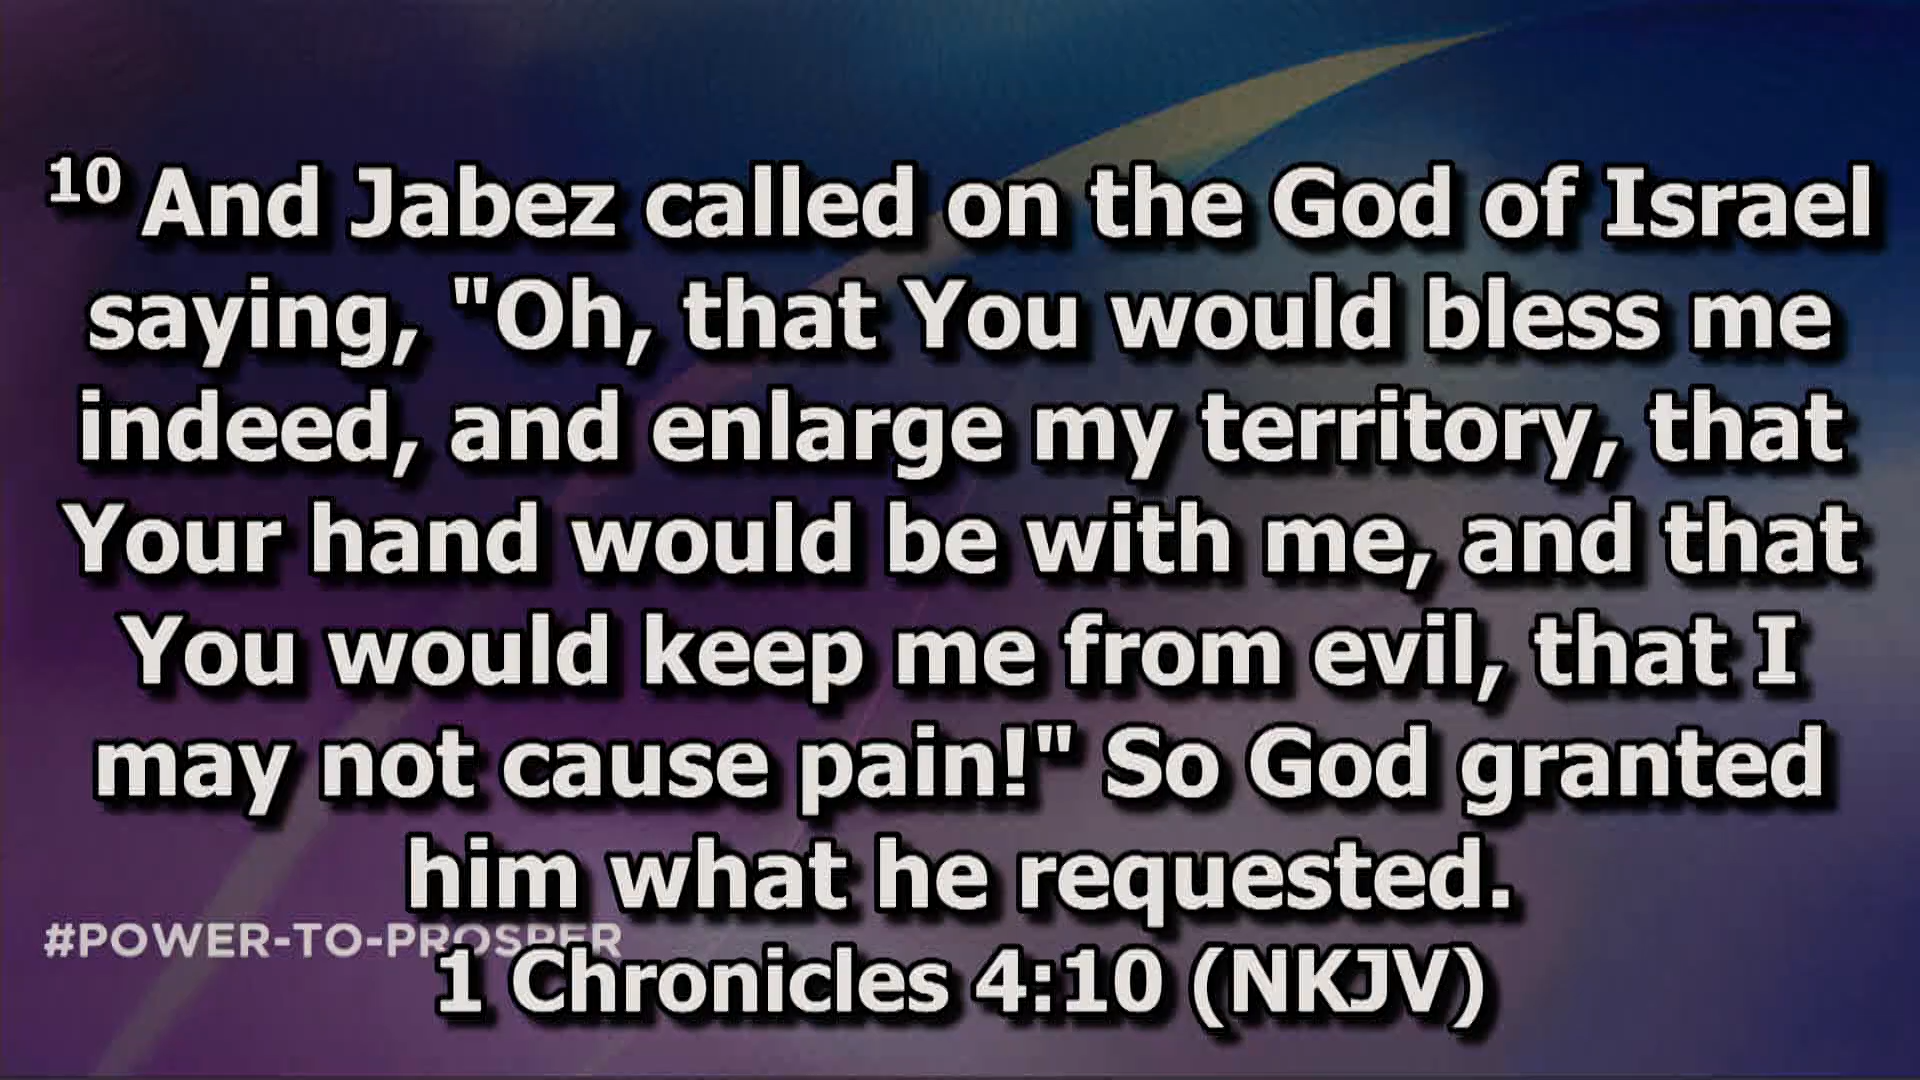 10 And Jabez called on the God of Israel
saying, "Oh, that You would bless me
indeed, and enlarge my territory, that
Your hand would be with me, and that
You would keep me from evil, that I
may not cause pain!" So God granted
him what he requested.
#POWER-TO-PROSPER
1 Chronicles 4:10 (NKJV)